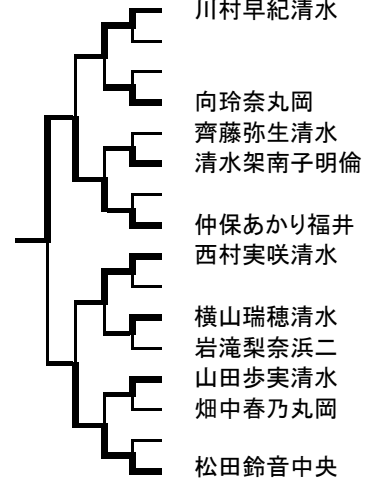 川村早紀清水
向玲奈丸岡
齊藤弥生清水
清水架南子明倫
仲保あかり福井
西村実咲清水
横山瑞穂清水
岩滝梨奈浜二
山田歩実清水
畑中春乃丸岡
松田鈴音中央